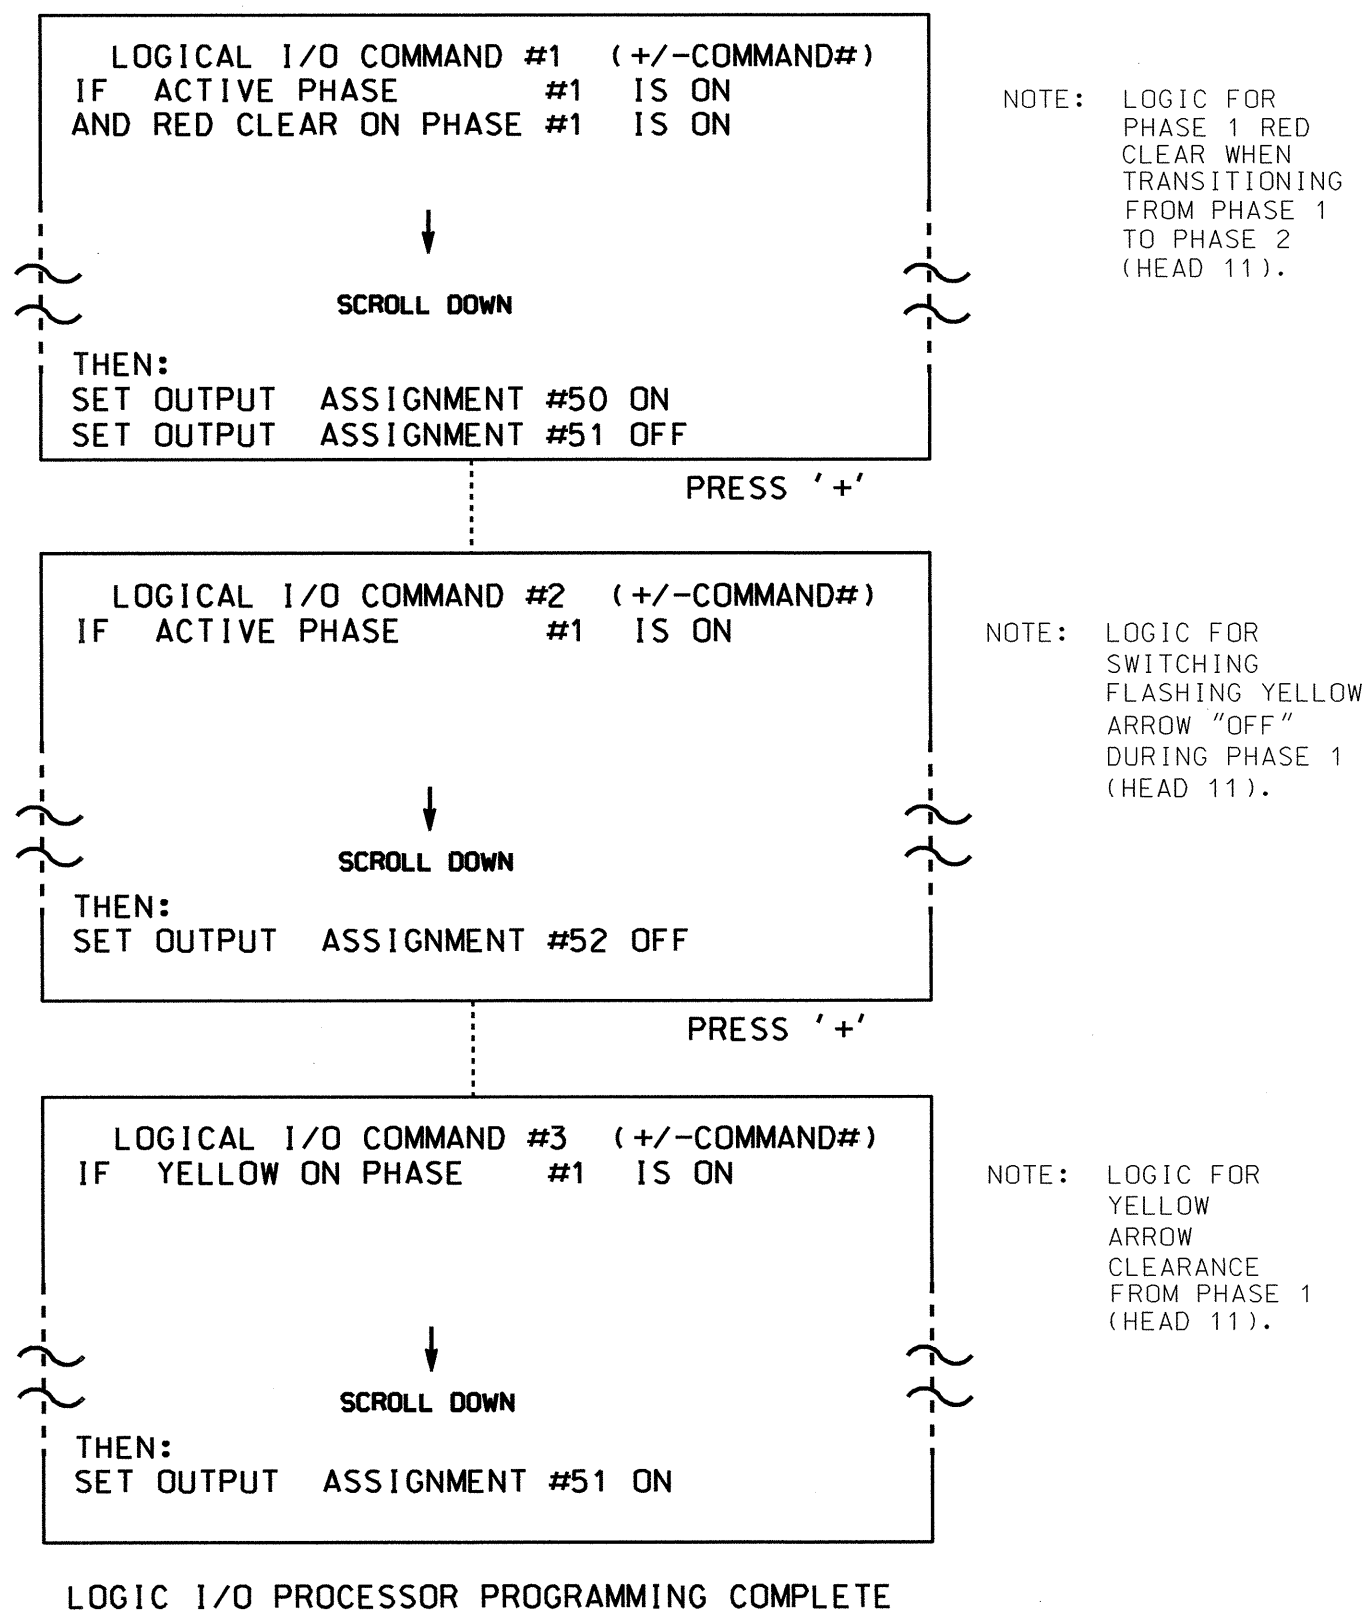 LOGICAL I/O COMMAND #1 (+/-COMMAND#)
IF ACTIVE PHASE #1 IS ON
AND RED CLEAR ON PHASE #1 IS ON
SCROLL DOWN
THEN:
SET OUTPUT ASSIGNMENT #50 ON
SET OUTPUT ASSIGNMENT #51 OFF
NOTE: LOGIC FOR
PHASE 1 RED
CLEAR WHEN
TRANSITIONING
FROM PHASE 1
TO PHASE 2
(HEAD 11).
PRESS '+'
LOGICAL I/O COMMAND #2 (+/-COMMAND#)
IF ACTIVE PHASE #1 IS ON
SCROLL DOWN
THEN:
SET OUTPUT ASSIGNMENT #52 OFF
NOTE: LOGIC FOR
SWITCHING
FLASHING YELLOW
ARROW "OFF"
DURING PHASE 1
(HEAD 11).
PRESS '+'
LOGICAL I/O COMMAND #3 (+/-COMMAND#)
IF YELLOW ON PHASE #1 IS ON
SCROLL DOWN
THEN:
SET OUTPUT ASSIGNMENT #51 ON
NOTE: LOGIC FOR
YELLOW
ARROW
CLEARANCE
FROM PHASE 1
(HEAD 11).
LOGIC I/O PROCESSOR PROGRAMMING COMPLETE